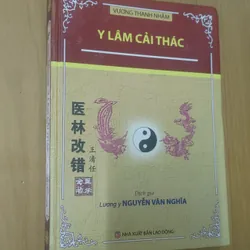 VƯƠNG THANH NHẬM
Y LÂM CẢI THÁC
医林改错
王清任
Dịch giả
Lương y NGUYỄN VĂN NGHĨA
NHÀ XUẤT BẢN LAO ĐỘNG